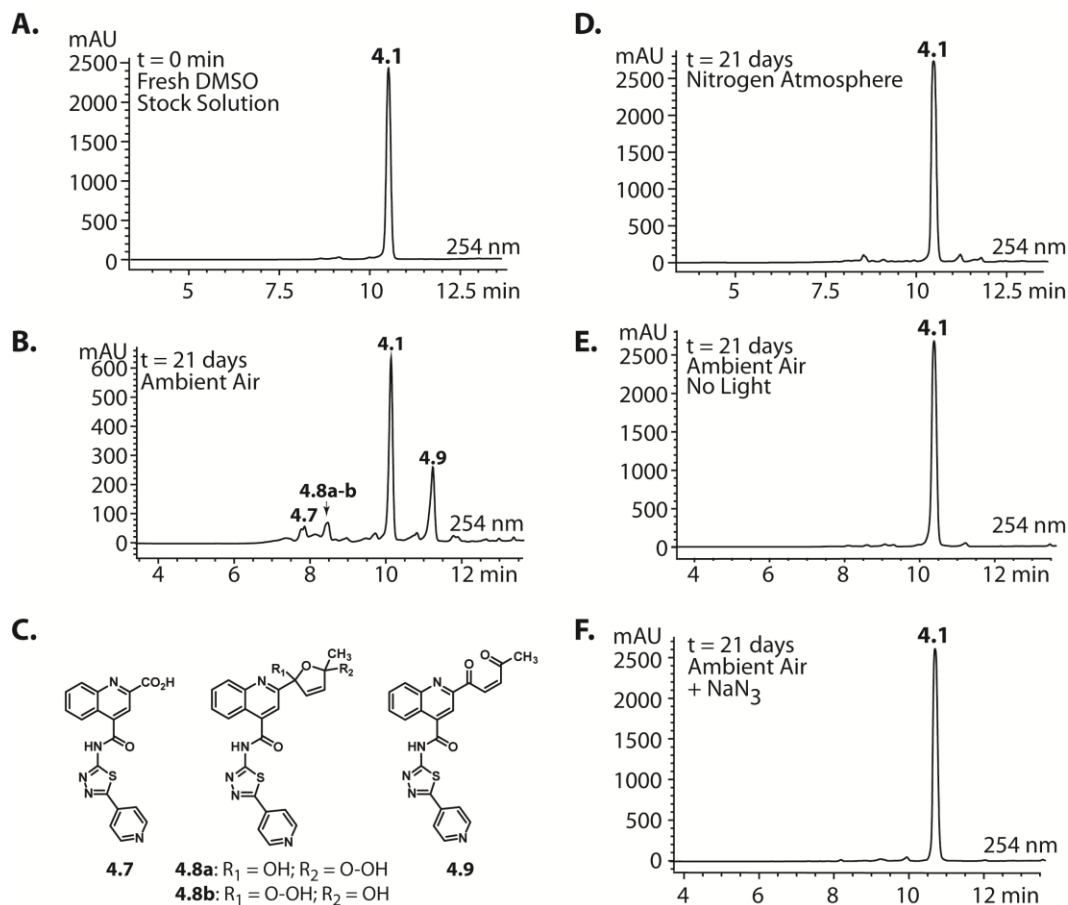 A.
mAU
t = 0 min
Fresh DMSO
Stock Solution
4.1
2500
2000
1500
1000
500
0
254 nm
5
7.5
10
12.5 min
B.
mAU
t = 21 days
Ambient Air
4.1
4.9
4.8a-b
4.7
600
500
400
300
200
100
0
254 nm
4
6
8
10
12 min
C.
N
CO2H
HN
O
S
N
N
N
4.7
R1
O
CH3
R2
N
HN
O
S
N
N
N
4.8a: R1 = OH; R2 = O-OH
4.8b: R1 = O-OH; R2 = OH
O
CH3
N
O
HN
O
S
N
N
N
4.9
D.
mAU
t = 21 days
Nitrogen Atmosphere
4.1
2500
2000
1500
1000
500
0
254 nm
5
7.5
10
12.5 min
E.
mAU
t = 21 days
Ambient Air
No Light
4.1
2500
2000
1500
1000
500
0
254 nm
4
6
8
10
12 min
F.
mAU
t = 21 days
Ambient Air
+ NaN3
4.1
2500
2000
1500
1000
500
0
254 nm
4
6
8
10
12 min